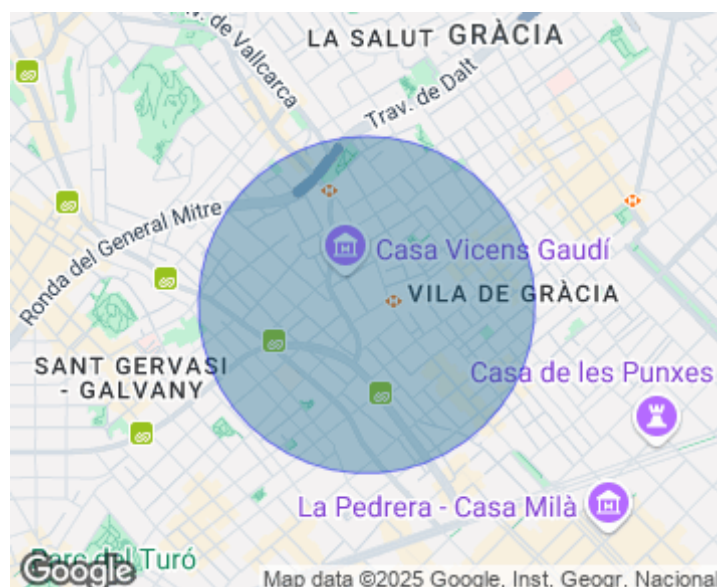 LA SALUT
GRÀCIA
. de Vallcarca
Trav. de Dalt
Ronda del General Mitre
Casa Vicens Gaudí
VILA DE GRÀCIA
SANT GERVASI
- GALVANY
Casa de les Punxes
La Pedrera - Casa Milà
Parc del Turó
Google
Map data ©2025 Google, Inst. Geogr. Nacional